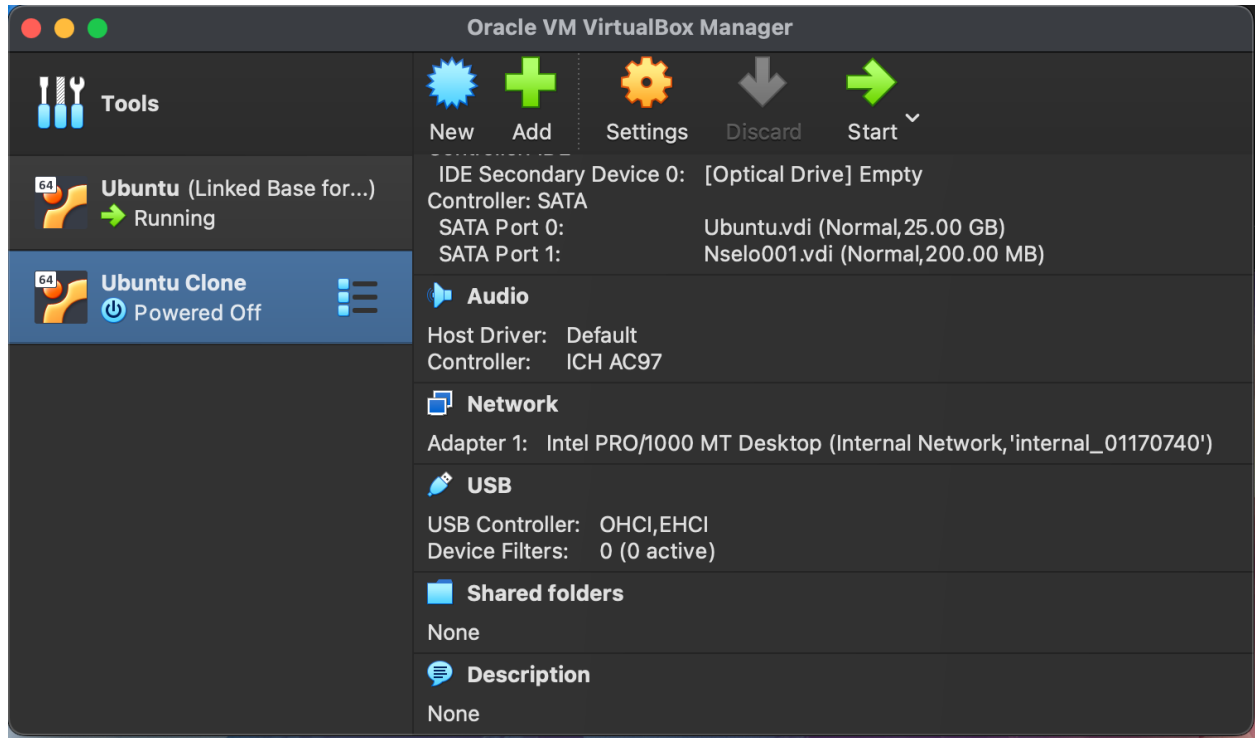 Oracle VM VirtualBox Manager
Tools
New Add Settings Discard Start
64
Ubuntu (Linked Base for...)
Running
64
Ubuntu Clone
Powered Off
IDE Secondary Device 0: [Optical Drive] Empty
Controller: SATA
SATA Port 0: Ubuntu.vdi (Normal,25.00 GB)
SATA Port 1: Nselo001.vdi (Normal,200.00 MB)
Audio
Host Driver: Default
Controller: ICH AC97
Network
Adapter 1: Intel PRO/1000 MT Desktop (Internal Network,'internal_01170740')
USB
USB Controller: OHCI,EHCI
Device Filters: 0 (0 active)
Shared folders
None
Description
None